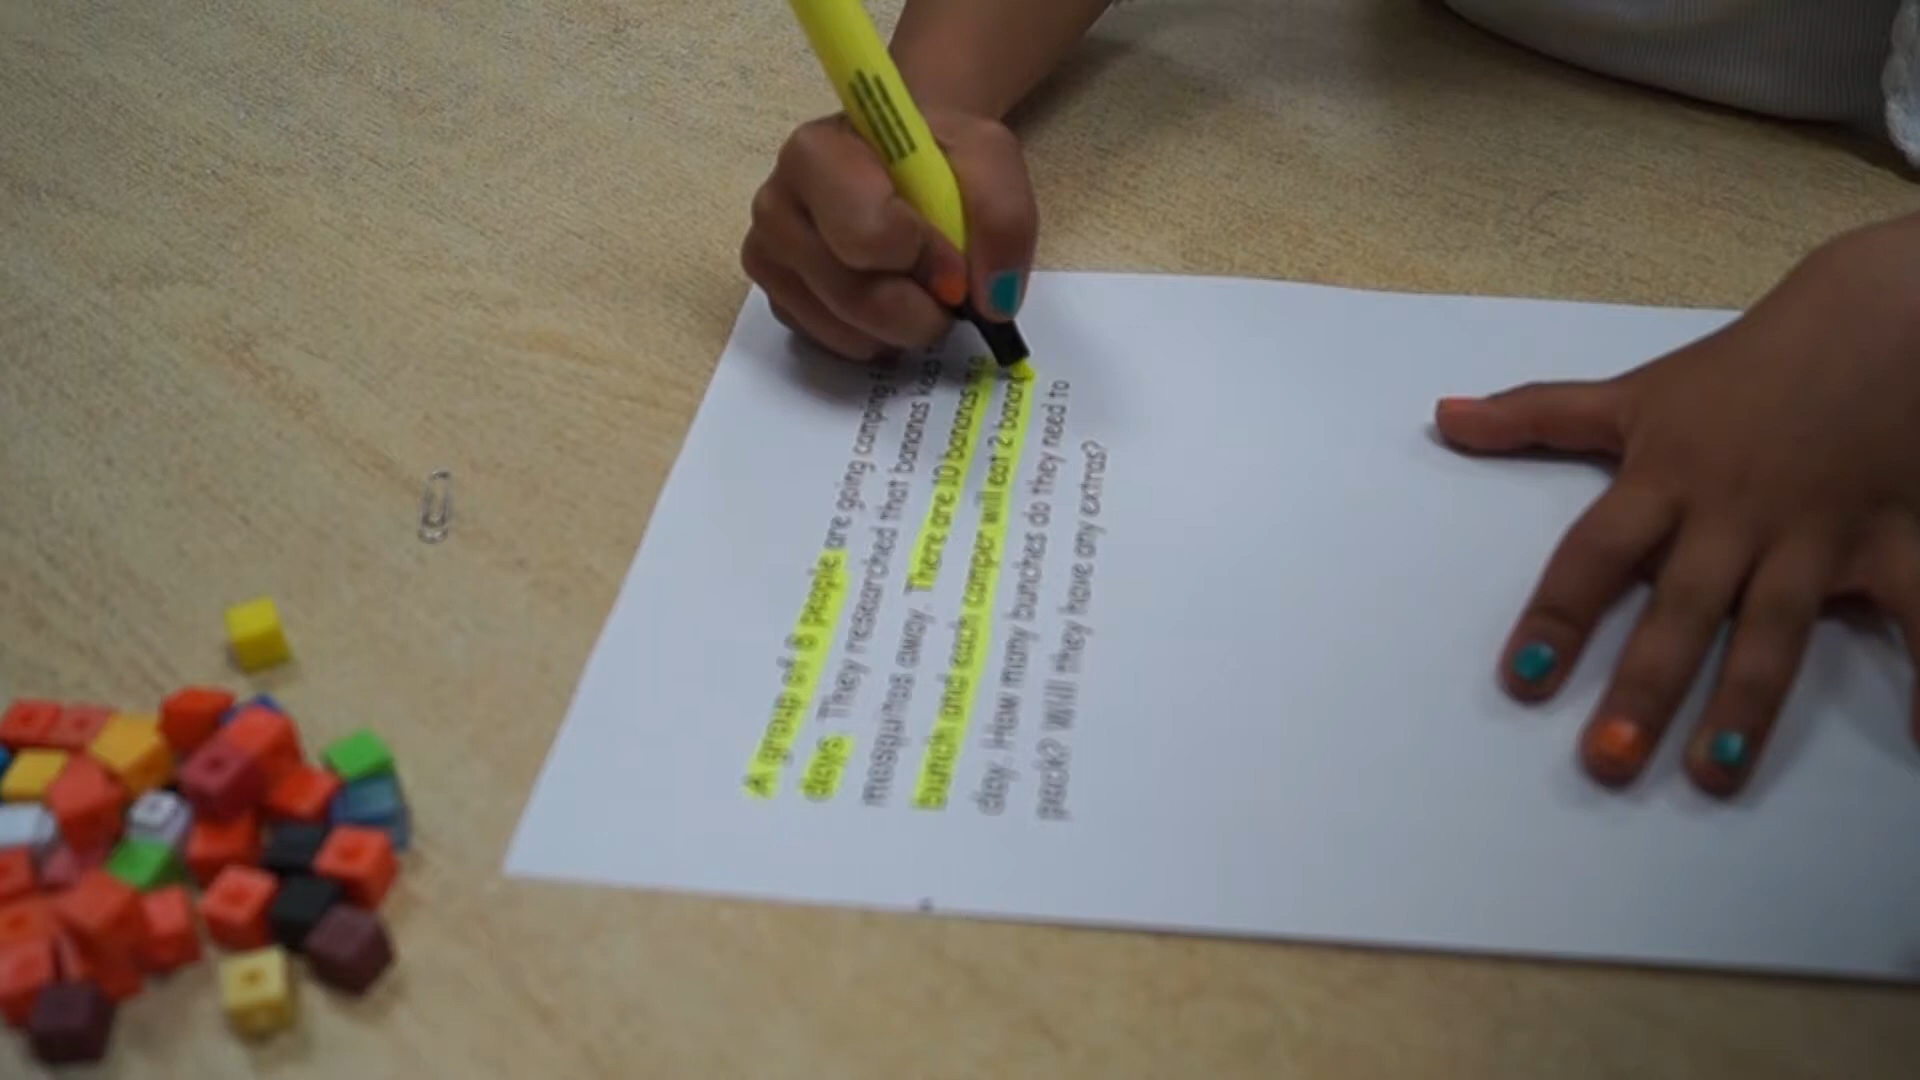 A group of 8 people are going camping
days. They researched that bananas keep
mosquitos away. There are 10 bananas in a
bunch and each camper will eat 2 banan
day. How many bunches do they need to
pack? Will they have any extras?